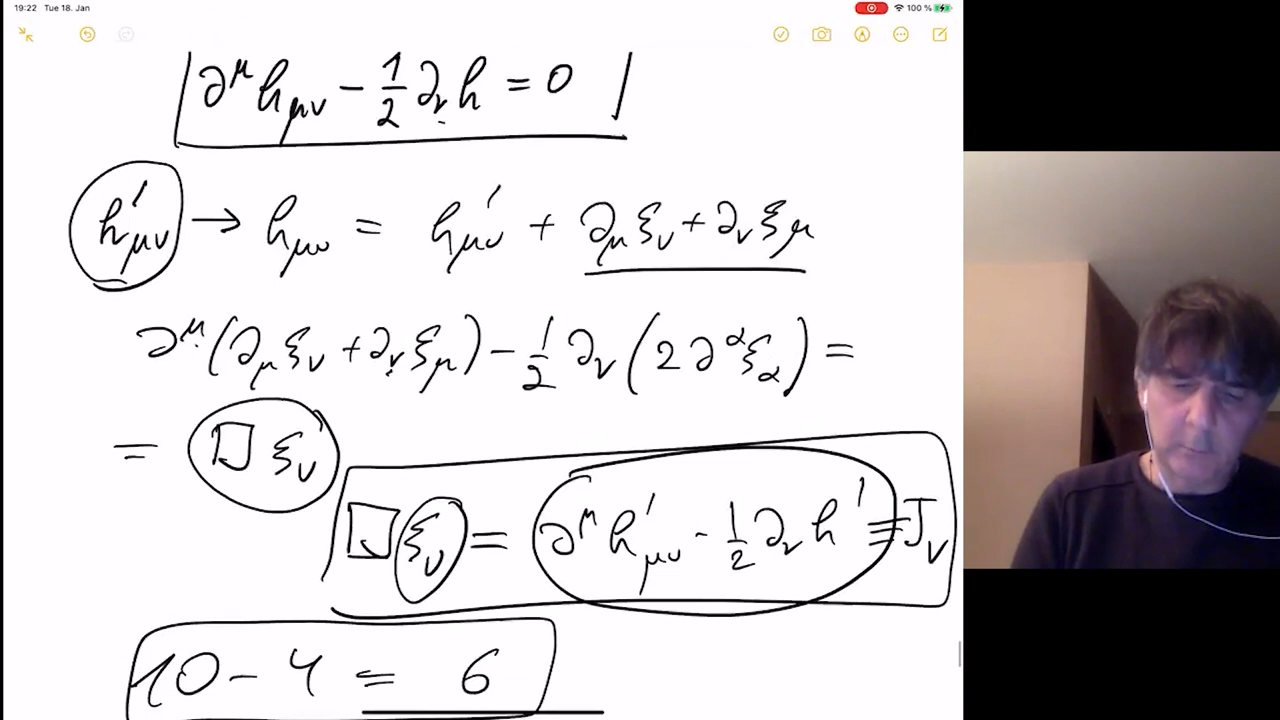 19:22 Tue 18. Jan 100 %
∂^μ h_μν − 1/2 ∂_ν h = 0
h'_μν → h_μν = h'_μν + ∂_μ ξ_ν + ∂_ν ξ_μ
∂^μ (∂_μ ξ_ν + ∂_ν ξ_μ) − 1/2 ∂_ν (2 ∂^α ξ_α) =
= □ ξ_ν
□ ξ_ν = ∂^μ h'_μν − 1/2 ∂_ν h' ≡ J_ν
10 − 4 = 6